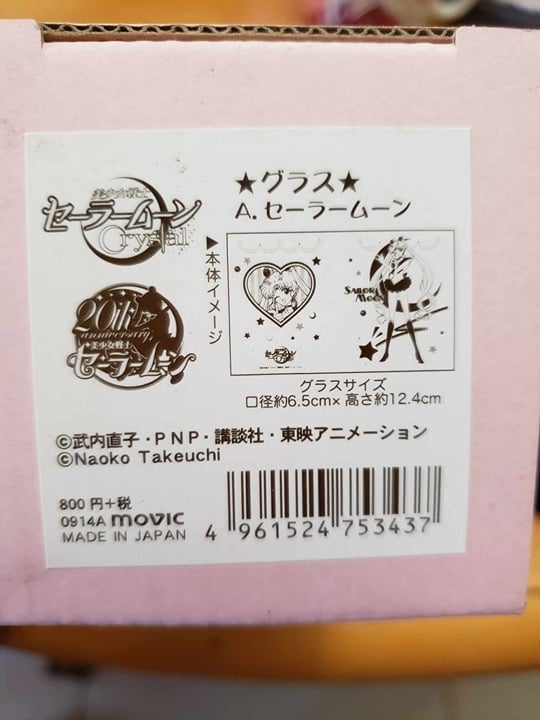 美少女戦士
セーラームーン
Crystal
20th
anniversary
美少女戦士
セーラームーン
★グラス★
A. セーラームーン
▶本体イメージ
SAILOR
MOON
グラスサイズ
口径約6.5cm×高さ約12.4cm
©武内直子・PNP・講談社・東映アニメーション
©Naoko Takeuchi
800円+税
0914A movic
MADE IN JAPAN
4 961524 753437